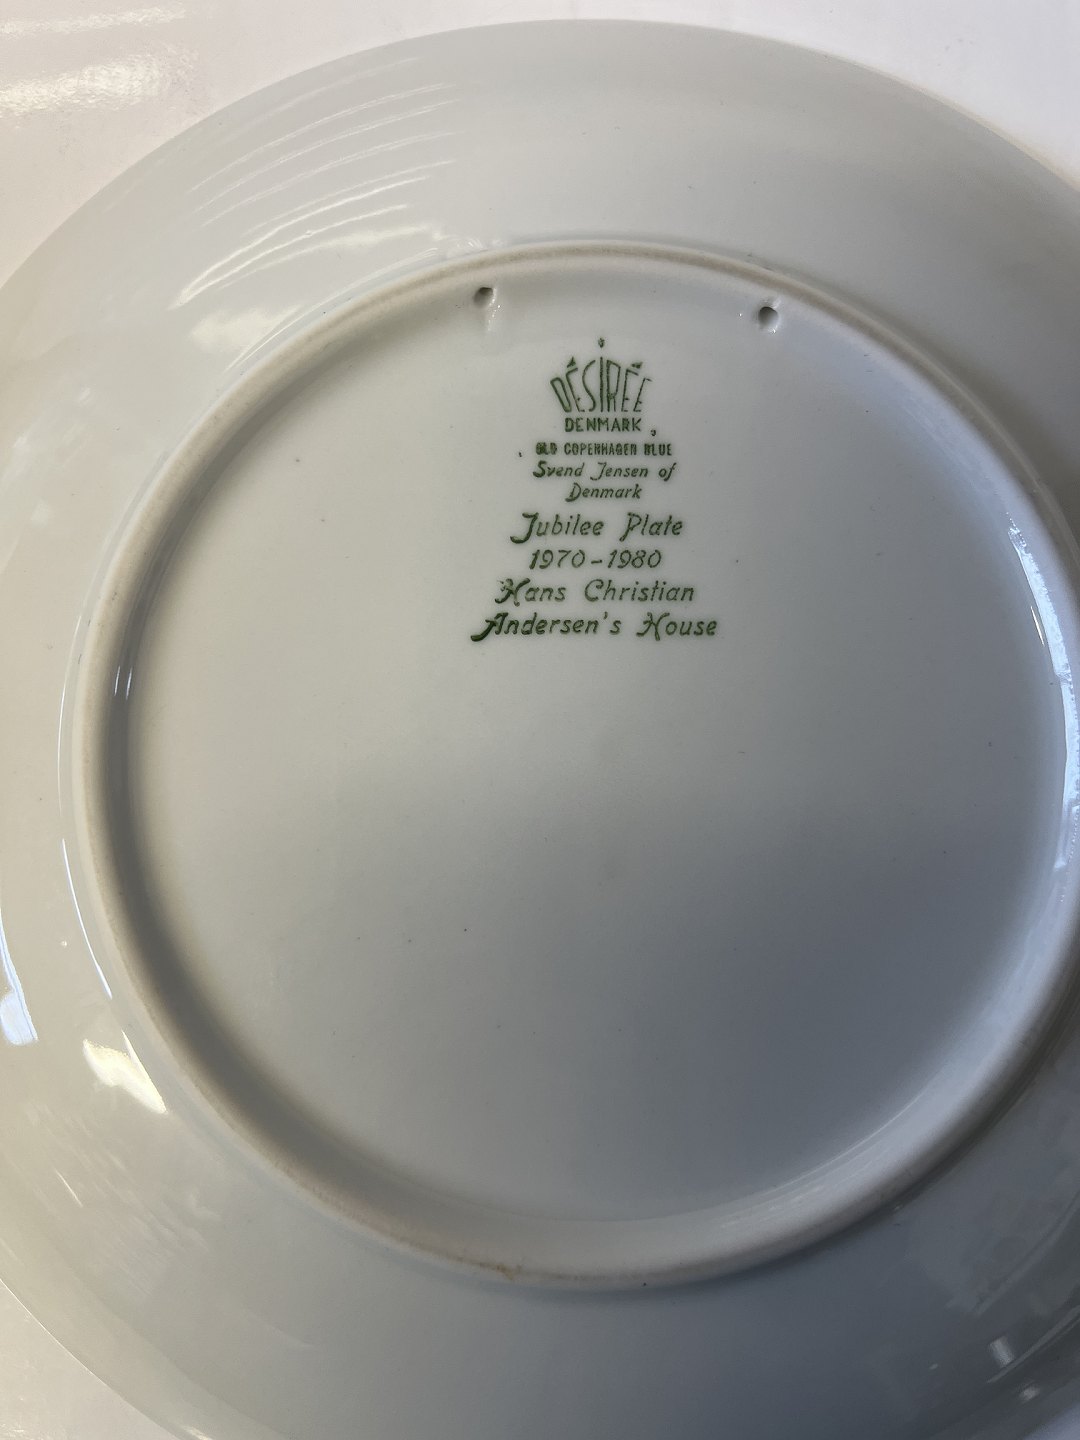 DÉSIRÉE
DENMARK
OLD COPENHAGEN BLUE
Svend Jensen of
Denmark
Jubilee Plate
1970-1980
Hans Christian
Andersen's House